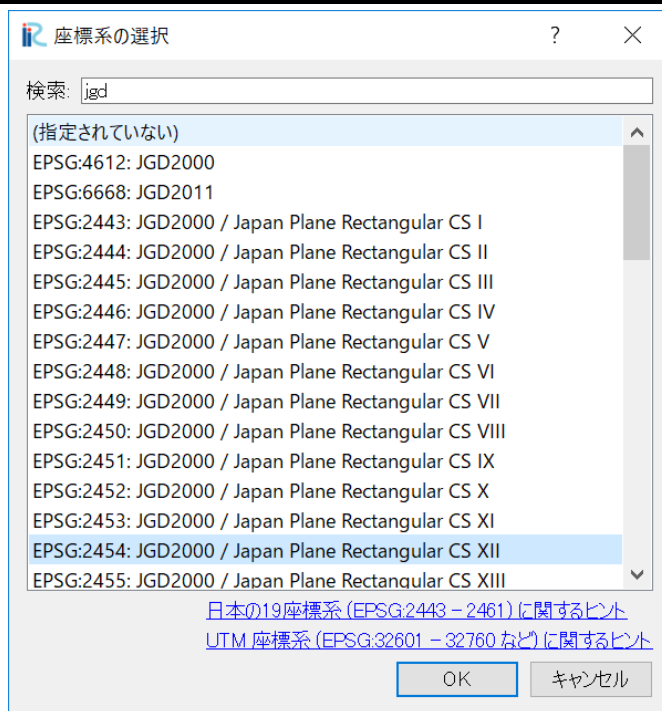 iRC 座標系の選択 ?
検索: jgd
(指定されていない)
EPSG:4612: JGD2000
EPSG:6668: JGD2011
EPSG:2443: JGD2000 / Japan Plane Rectangular CS I
EPSG:2444: JGD2000 / Japan Plane Rectangular CS II
EPSG:2445: JGD2000 / Japan Plane Rectangular CS III
EPSG:2446: JGD2000 / Japan Plane Rectangular CS IV
EPSG:2447: JGD2000 / Japan Plane Rectangular CS V
EPSG:2448: JGD2000 / Japan Plane Rectangular CS VI
EPSG:2449: JGD2000 / Japan Plane Rectangular CS VII
EPSG:2450: JGD2000 / Japan Plane Rectangular CS VIII
EPSG:2451: JGD2000 / Japan Plane Rectangular CS IX
EPSG:2452: JGD2000 / Japan Plane Rectangular CS X
EPSG:2453: JGD2000 / Japan Plane Rectangular CS XI
EPSG:2454: JGD2000 / Japan Plane Rectangular CS XII
EPSG:2455: JGD2000 / Japan Plane Rectangular CS XIII
日本の19座標系 (EPSG:2443 - 2461) に関するヒント
UTM 座標系 (EPSG:32601 - 32760 など) に関するヒント
OK キャンセル